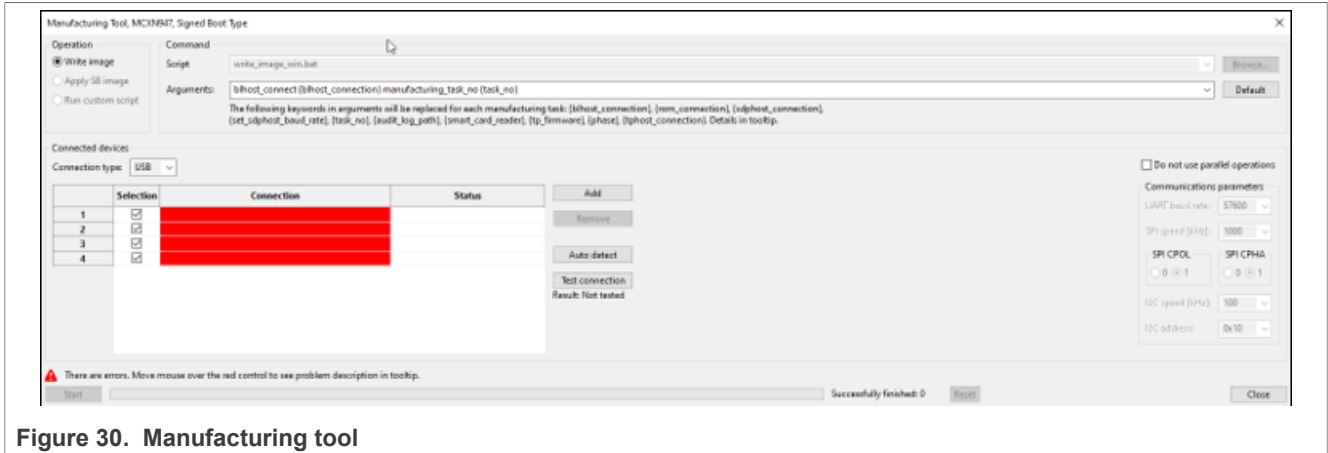 Manufacturing Tool, MCXN947, Signed Boot Type
Operation
Write image
Apply SB image
Run custom script
Command
Script
write_image_win.bat
Browse...
Arguments:
blhost_connect {blhost_connection} manufacturing_task_no {task_no}
Default
The following keywords in arguments will be replaced for each manufacturing task: {blhost_connection}, {rom_connection}, {sdphost_connection},
{set_sdphost_baud_rate}, {task_no}, {audit_log_path}, {smart_card_reader}, {tp_firmware}, {phase}, {tphost_connection}. Details in tooltip.
Connected devices
Connection type: USB
Selection Connection Status
1
2
3
4
Add
Remove
Auto detect
Test connection
Result: Not tested
Do not use parallel operations
Communications parameters
UART baud rate: 57600
SPI speed [kHz]: 1000
SPI CPOL SPI CPHA
0 1 0 1
I2C speed [kHz]: 100
I2C address: 0x10
There are errors. Move mouse over the red control to see problem description in tooltip.
Start
Successfully finished: 0
Reset
Close
Figure 30. Manufacturing tool